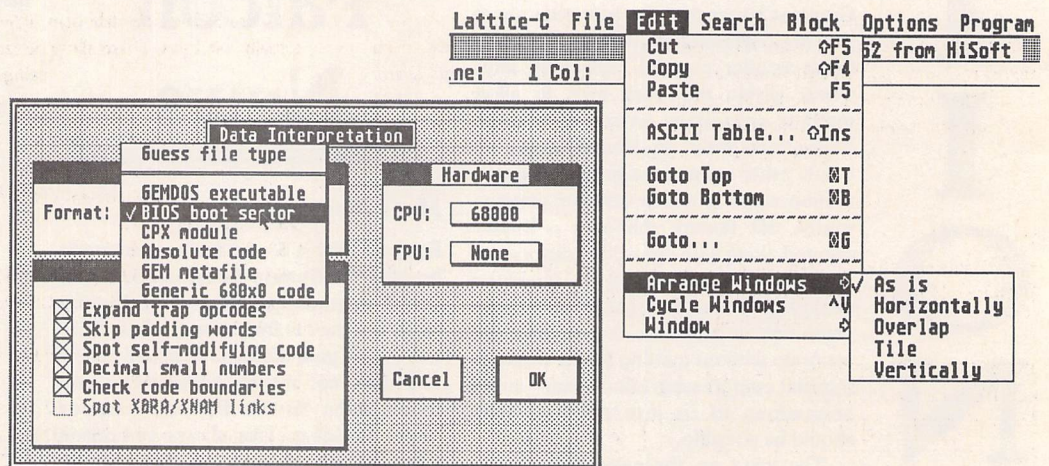 Lattice-C File Edit Search Block Options Program
52 from HiSoft
.ne: 1 Col:
Cut ⇧F5
Copy ⇧F4
Paste F5
ASCII Table... ⇧Ins
Goto Top T
Goto Bottom B
Goto... G
Arrange Windows
Cycle Windows ^V
Window
✓ As is
Horizontally
Overlap
Tile
Vertically
Data Interpretation
Guess file type
GEMDOS executable
✓ BIOS boot sector
CPX module
Absolute code
GEM metafile
Generic 680x0 code
Format:
Expand trap opcodes
Skip padding words
Spot self-modifying code
Decimal small numbers
Check code boundaries
Spot XBRA/XNAM links
Hardware
CPU: 68000
FPU: None
Cancel OK